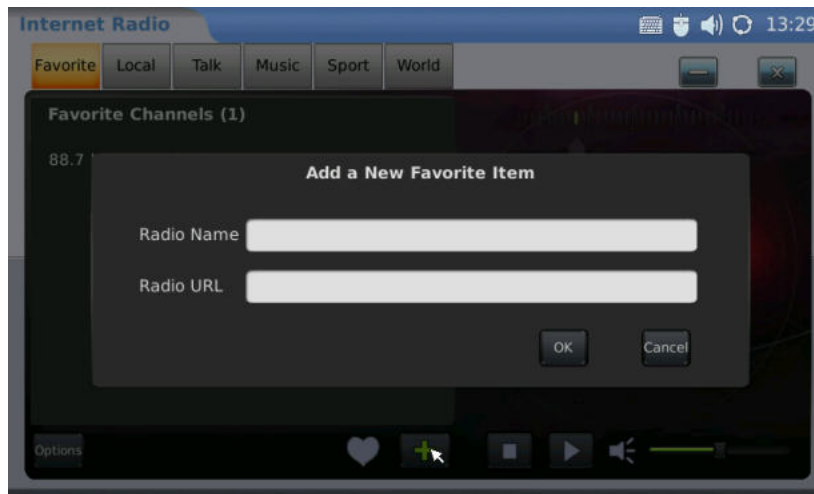 Internet Radio 13:29
Favorite Local Talk Music Sport World
Favorite Channels (1)
88.7
Add a New Favorite Item
Radio Name
Radio URL
OK Cancel
Options